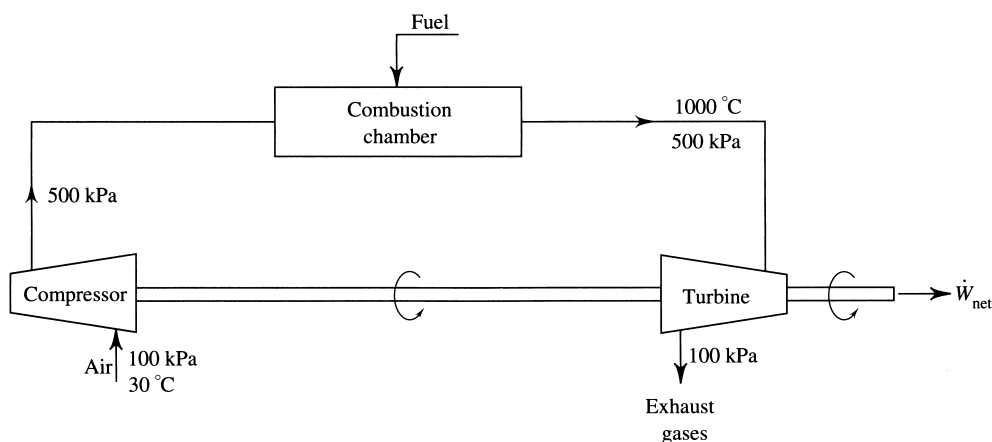 Fuel
Combustion
chamber
1000 °C
500 kPa
500 kPa
Compressor
Turbine
Ẇnet
Air
100 kPa
30 °C
100 kPa
Exhaust
gases